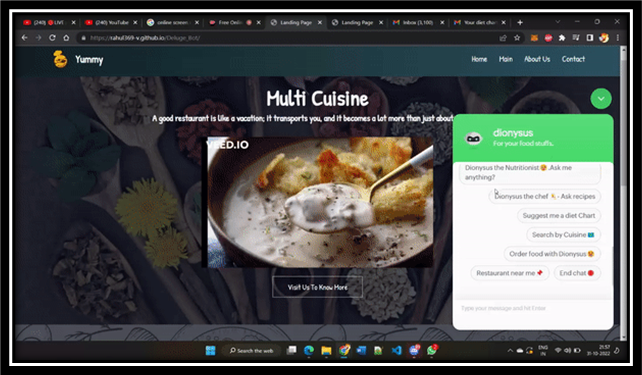 (240) 🔴 LIVE
(240) YouTube
online screen
Free Onli
Landing Page
Landing Page
Inbox (3,100)
Your diet char
https://rahul369-v.github.io/Deluge_Bot/
Yummy
Home Main About Us Contact
Multi Cuisine
A good restaurant is like a vacation; it transports you, and it becomes a lot more than just about
VEED.IO
Visit Us To Know More
dionysus
For your food stuffs.
Dionysus the Nutritionist😍.Ask me
anything?
Dionysus the chef - Ask recipes
Suggest me a diet Chart
Search by Cuisine
Order food with Dionysus
Restaurant near me📌 End chat🔴
Type your message and hit Enter
Search the web
ENG
IN
21:57
31-10-2022